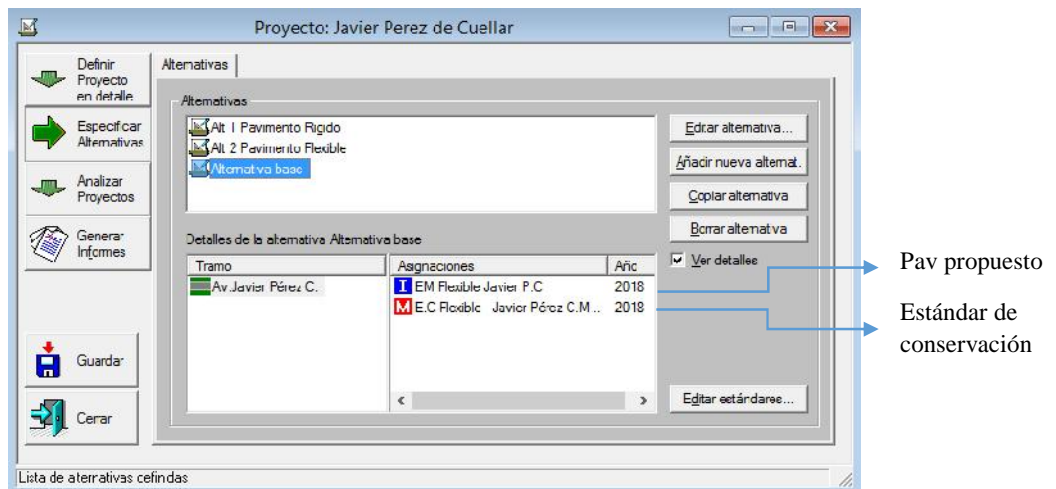 Proyecto: Javier Perez de Cuellar
Definir
Proyecto
en detalle
Especificar
Alternativas
Analizar
Proyectos
Generar
Informes
Guardar
Cerrar
Alternativas
Alternativas
Alt 1 Pavimento Rigido
Alt 2 Pavimento Flexible
Alternativa base
Editar alternativa...
Añadir nueva alternat.
Copiar alternativa
Borrar alternativa
Ver detalles
Detalles de la alternativa Alternativa base
Tramo
Asignaciones
Año
Av.Javier Pérez C.
I EM Flexible Javier P.C 2018
M E.C Flexible Javier Pérez C.M... 2018
Editar estándares...
Lista de alternativas definidas
Pav propuesto
Estándar de
conservación